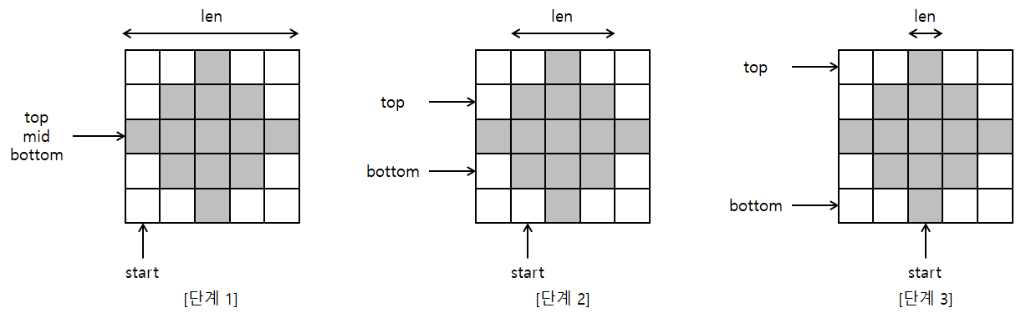 len
top
mid
bottom
start
[단계 1]
len
top
bottom
start
[단계 2]
len
top
bottom
start
[단계 3]